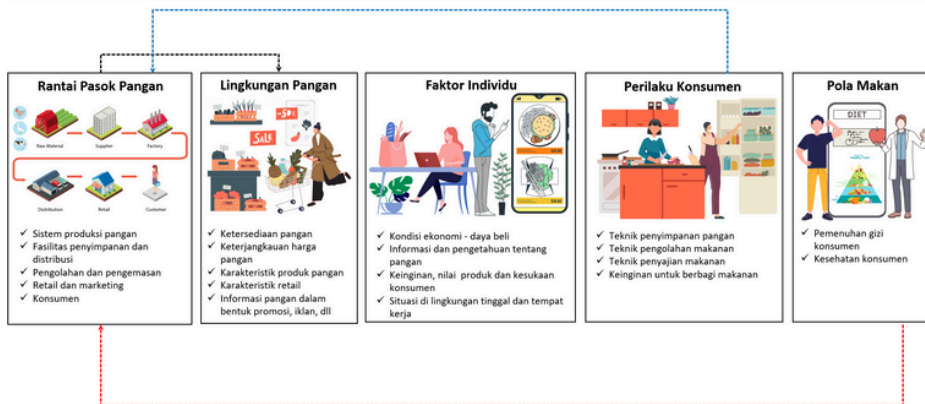 Rantai Pasok Pangan
Raw Material
Supplier
Factory
Distribution
Retail
Customer
✓ Sistem produksi pangan
✓ Fasilitas penyimpanan dan
distribusi
✓ Pengolahan dan pengemasan
✓ Retail dan marketing
✓ Konsumen
Lingkungan Pangan
SALE
✓ Ketersediaan pangan
✓ Keterjangkauan harga
pangan
✓ Karakteristik produk pangan
✓ Karakteristik retail
✓ Informasi pangan dalam
bentuk promosi, iklan, dll
Faktor Individu
✓ Kondisi ekonomi - daya beli
✓ Informasi dan pengetahuan tentang
pangan
✓ Keinginan, nilai produk dan kesukaan
konsumen
✓ Situasi di lingkungan tinggal dan tempat
kerja
Perilaku Konsumen
✓ Teknik penyimpanan pangan
✓ Teknik pengolahan makanan
✓ Teknik penyajian makanan
✓ Keinginan untuk berbagi makanan
Pola Makan
DIET
✓ Pemenuhan gizi
konsumen
✓ Kesehatan konsumen